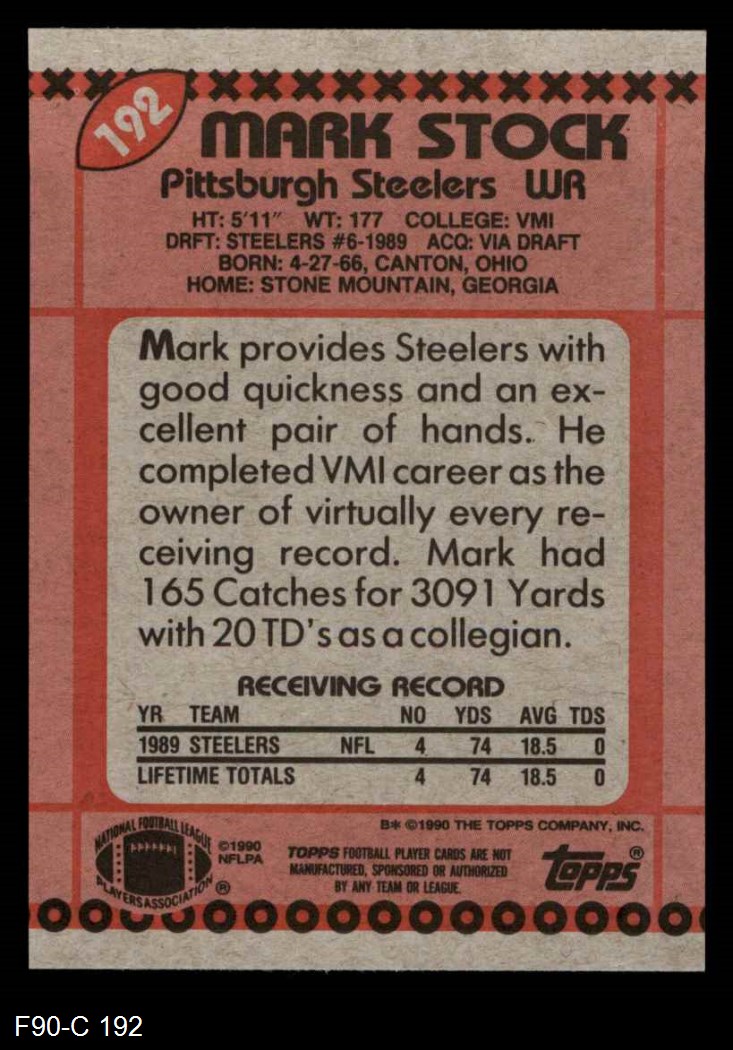 192
MARK STOCK
Pittsburgh Steelers WR
HT: 5'11" WT: 177 COLLEGE: VMI
DRFT: STEELERS #6-1989 ACQ: VIA DRAFT
BORN: 4-27-66, CANTON, OHIO
HOME: STONE MOUNTAIN, GEORGIA
Mark provides Steelers with
good quickness and an ex-
cellent pair of hands. He
completed VMI career as the
owner of virtually every re-
ceiving record. Mark had
165 Catches for 3091 Yards
with 20 TD's as a collegian.
RECEIVING RECORD
YR TEAM NO YDS AVG TDS
1989 STEELERS NFL 4 74 18.5 0
LIFETIME TOTALS 4 74 18.5 0
B* ©1990 THE TOPPS COMPANY, INC.
NATIONAL FOOTBALL LEAGUE
PLAYERS ASSOCIATION ®
©1990
NFLPA
TOPPS FOOTBALL PLAYER CARDS ARE NOT
MANUFACTURED, SPONSORED OR AUTHORIZED
BY ANY TEAM OR LEAGUE.
TOPPS ®
F90-C 192